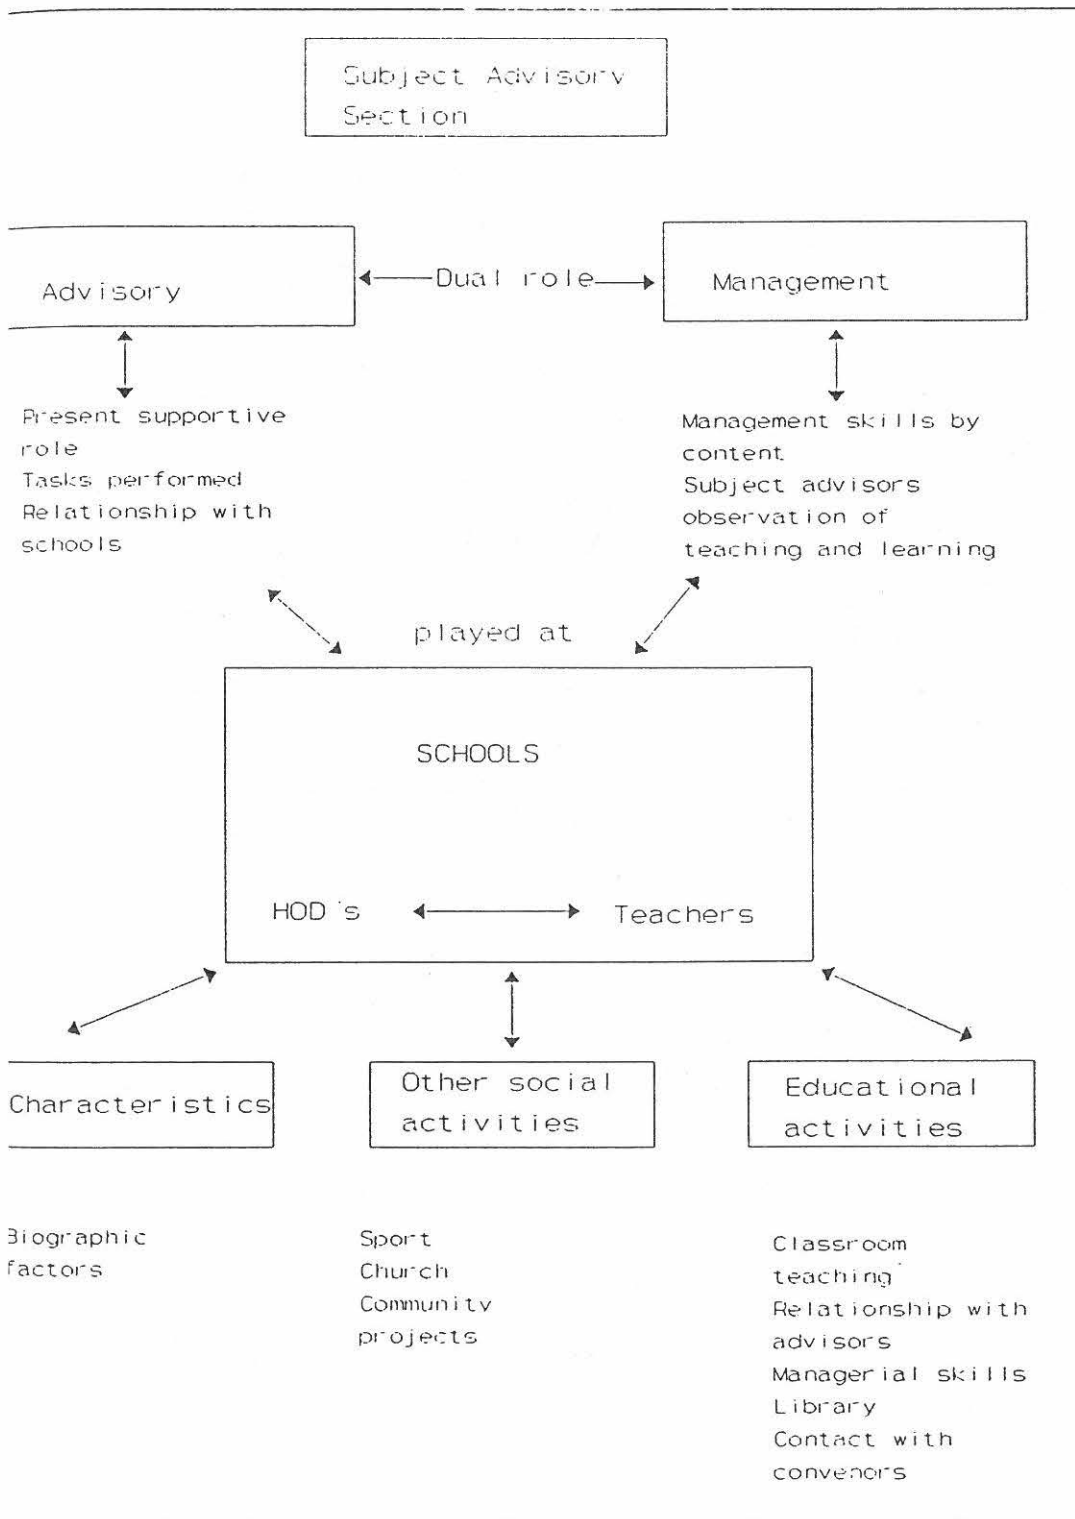 Subject Advisory
Section
Advisory
Dual role
Management
Present supportive
role
Tasks performed
Relationship with
schools
Management skills by
content
Subject advisors
observation of
teaching and learning
played at
SCHOOLS
HOD's
Teachers
Characteristics
Other social
activities
Educational
activities
Biographic
factors
Sport
Church
Community
projects
Classroom
teaching
Relationship with
advisors
Managerial skills
Library
Contact with
convenors